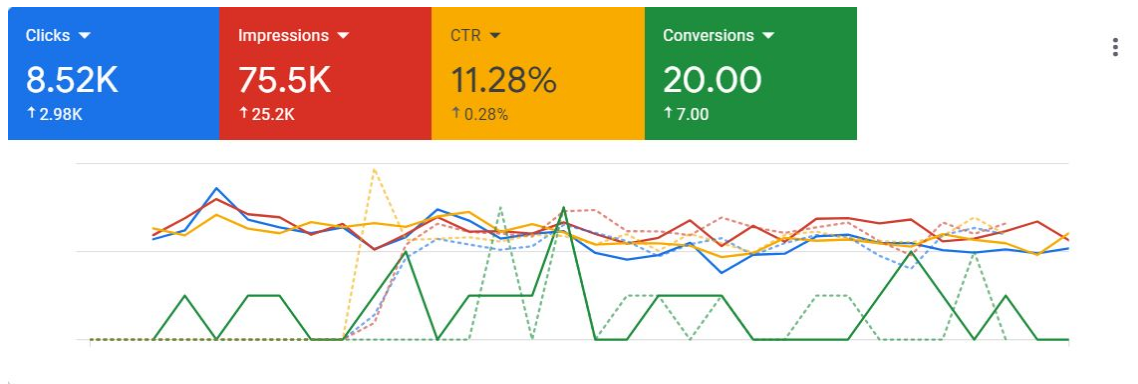 Clicks
8.52K
↑ 2.98K
Impressions
75.5K
↑ 25.2K
CTR
11.28%
↑ 0.28%
Conversions
20.00
↑ 7.00